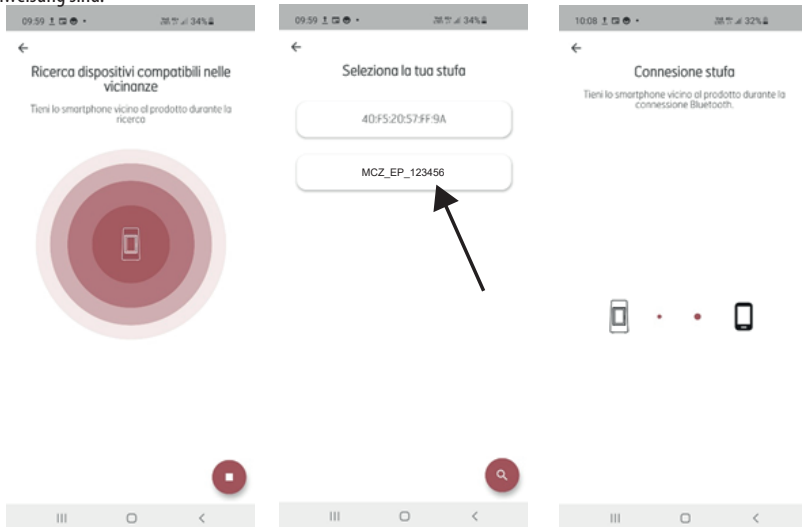 09:59
34%
Ricerca dispositivi compatibili nelle
vicinanze
Tieni lo smartphone vicino al prodotto durante la
ricerca
09:59
34%
Seleziona la tua stufa
40:F5:20:57:FF:9A
MCZ_EP_123456
10:08
32%
Connesione stufa
Tieni lo smartphone vicino al prodotto durante la
connessione Bluetooth.